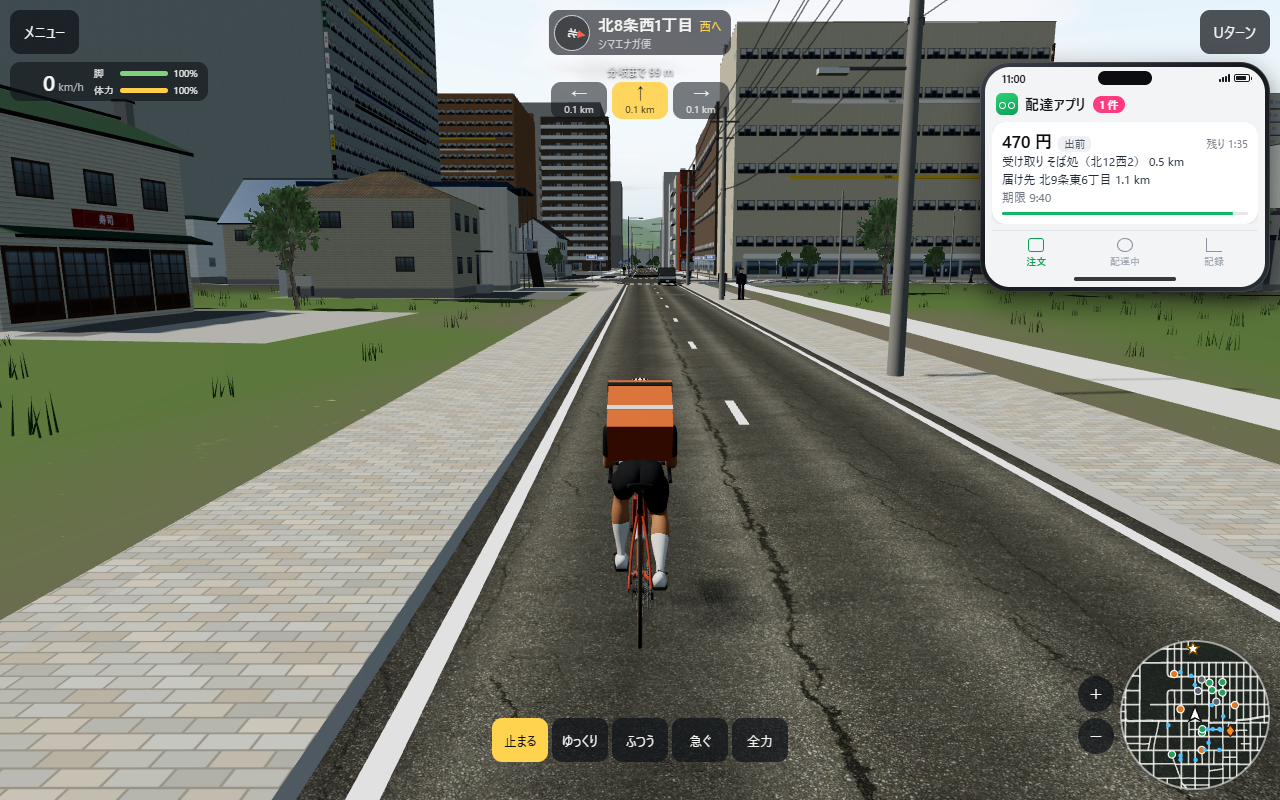 メニュー
0 km/h
脚 100%
体力 100%
北8条西1丁目 西へ
シマエナガ便
分岐まで 99 m
← 0.1 km
↑ 0.1 km
→ 0.1 km
Uターン
11:00
配達アプリ 1 件
470 円 出前 残り 1:35
受け取り そば処（北12西2） 0.5 km
届け先 北9条東6丁目 1.1 km
期限 9:40
注文 配達中 記録
寿司
止まる ゆっくり ふつう 急ぐ 全力
+
−